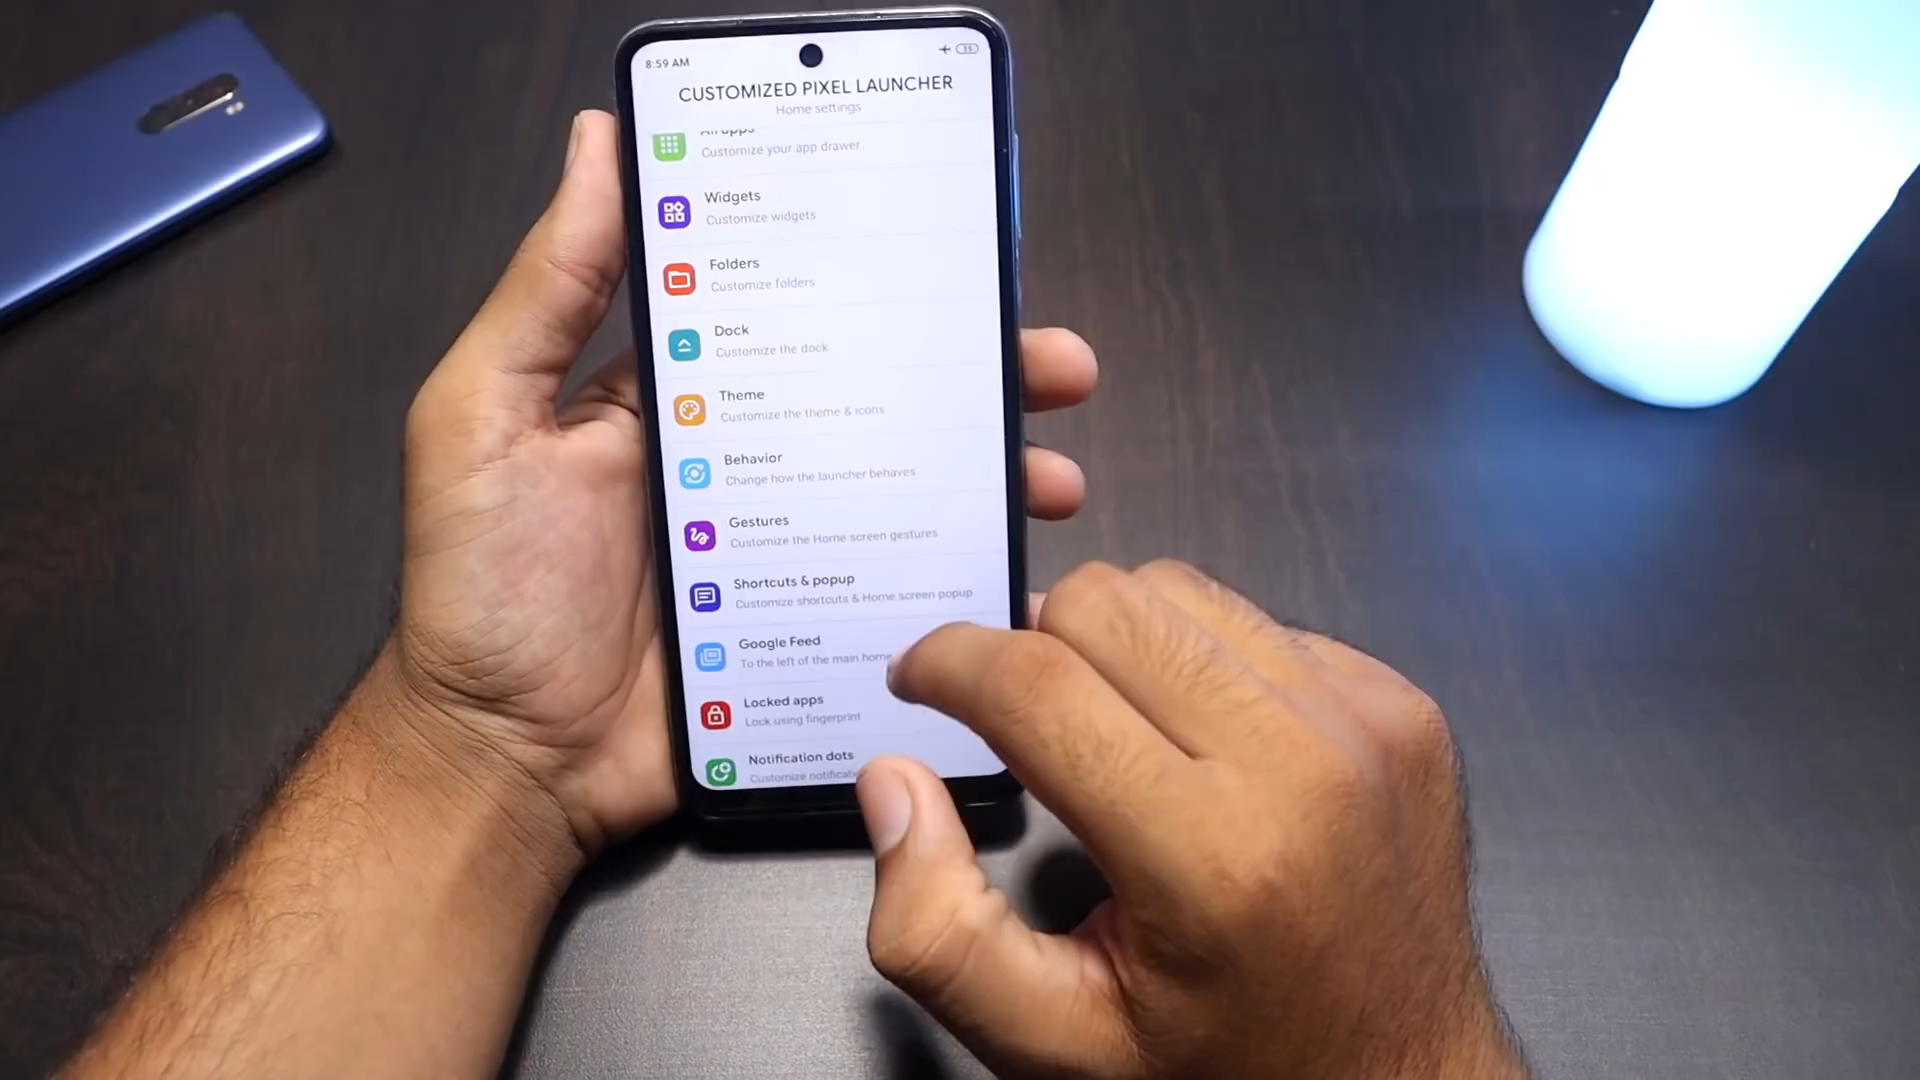 8:59 AM
CUSTOMIZED PIXEL LAUNCHER
Home settings
All apps
Customize your app drawer
Widgets
Customize widgets
Folders
Customize folders
Dock
Customize the dock
Theme
Customize the theme & icons
Behavior
Change how the launcher behaves
Gestures
Customize the Home screen gestures
Shortcuts & popup
Customize shortcuts & Home screen popup
Google Feed
To the left of the main home
Locked apps
Lock using fingerprint
Notification dots
Customize